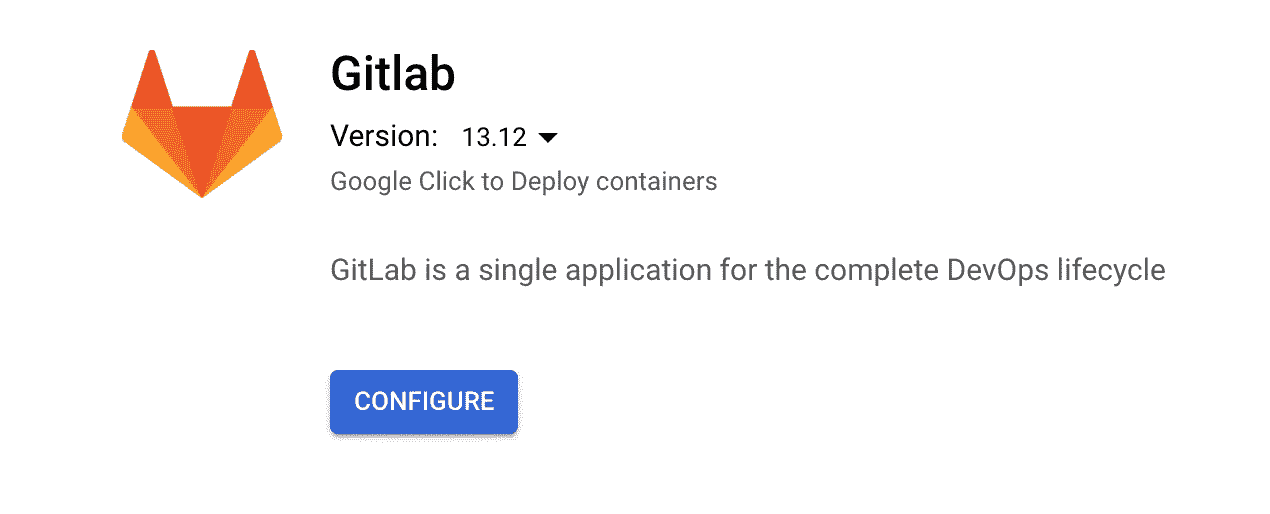 Gitlab
Version: 13.12
Google Click to Deploy containers
GitLab is a single application for the complete DevOps lifecycle
CONFIGURE